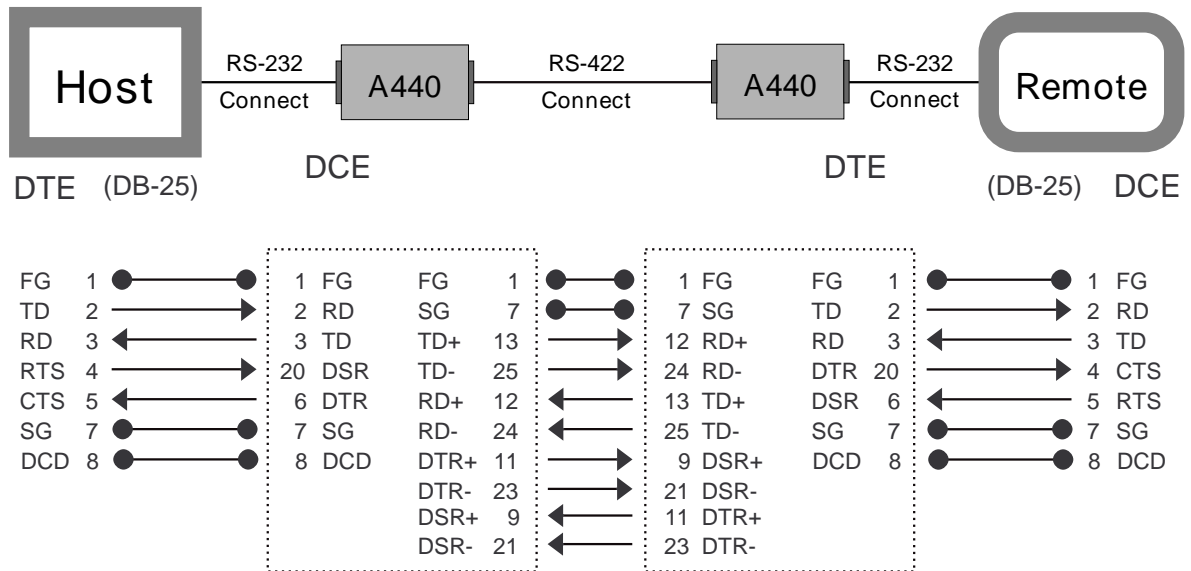 Host RS-232 Connect A440 RS-422 Connect A440 RS-232 Connect Remote
DTE (DB-25) DCE DTE (DB-25) DCE
FG 1 1 FG FG 1 1 FG FG 1 1 FG
TD 2 2 RD SG 7 7 SG TD 2 2 RD
RD 3 3 TD TD+ 13 12 RD+ RD 3 3 TD
RTS 4 20 DSR TD- 25 24 RD- DTR 20 4 CTS
CTS 5 6 DTR RD+ 12 13 TD+ DSR 6 5 RTS
SG 7 7 SG RD- 24 25 TD- SG 7 7 SG
DCD 8 8 DCD DTR+ 11 9 DSR+ DCD 8 8 DCD
DTR- 23 21 DSR-
DSR+ 9 11 DTR+
DSR- 21 23 DTR-